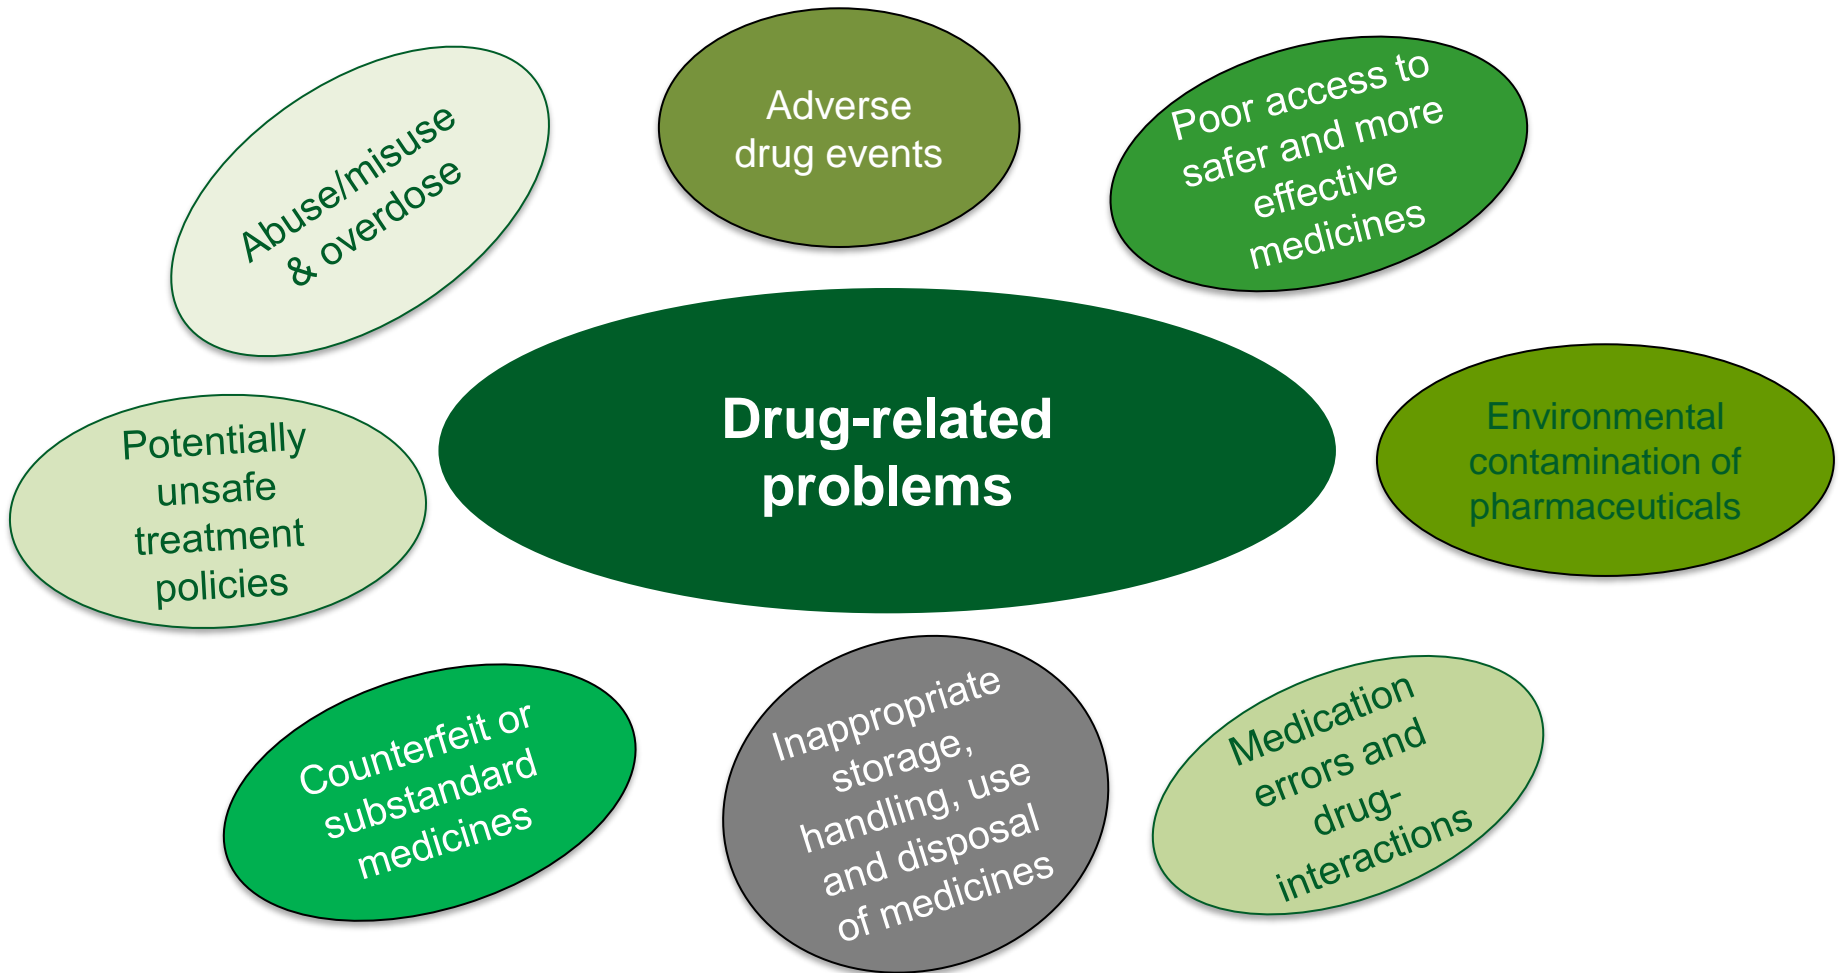 Abuse/misuse
& overdose
Adverse
drug events
Poor access to
safer and more
effective
medicines
Potentially
unsafe
treatment
policies
Drug-related
problems
Environmental
contamination of
pharmaceuticals
Counterfeit or
substandard
medicines
Inappropriate
storage,
handling, use
and disposal
of medicines
Medication
errors and
drug-
interactions